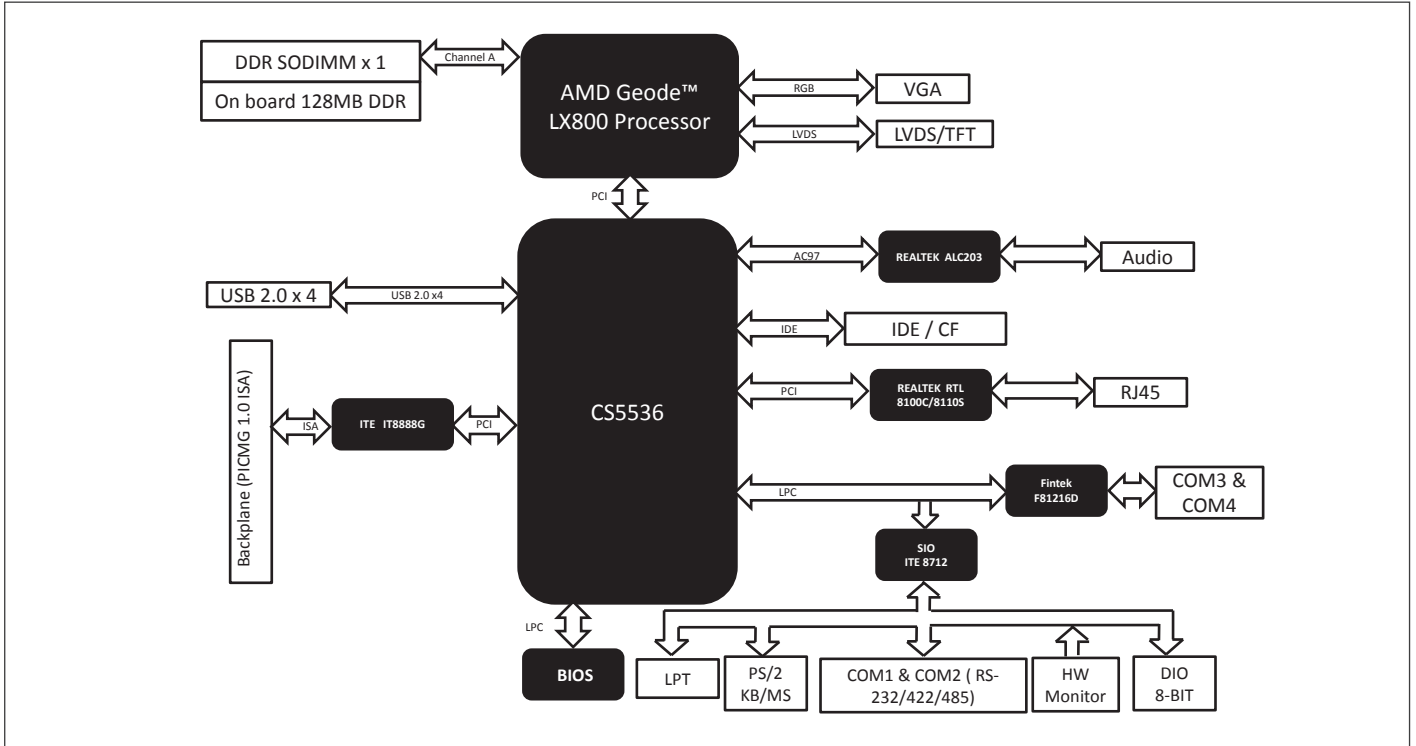 DDR SODIMM x 1
Channel A
On board 128MB DDR
AMD Geode™
LX800 Processor
RGB
VGA
LVDS
LVDS/TFT
PCI
CS5536
AC97
REALTEK ALC203
Audio
USB 2.0 x 4
USB 2.0 x4
IDE
IDE / CF
PCI
REALTEK RTL
8100C/8110S
RJ45
Backplane (PICMG 1.0 ISA)
ISA
ITE IT8888G
PCI
LPC
Fintek
F81216D
COM3 &
COM4
SIO
ITE 8712
LPC
BIOS
LPT
PS/2
KB/MS
COM1 & COM2 ( RS-
232/422/485)
HW
Monitor
DIO
8-BIT